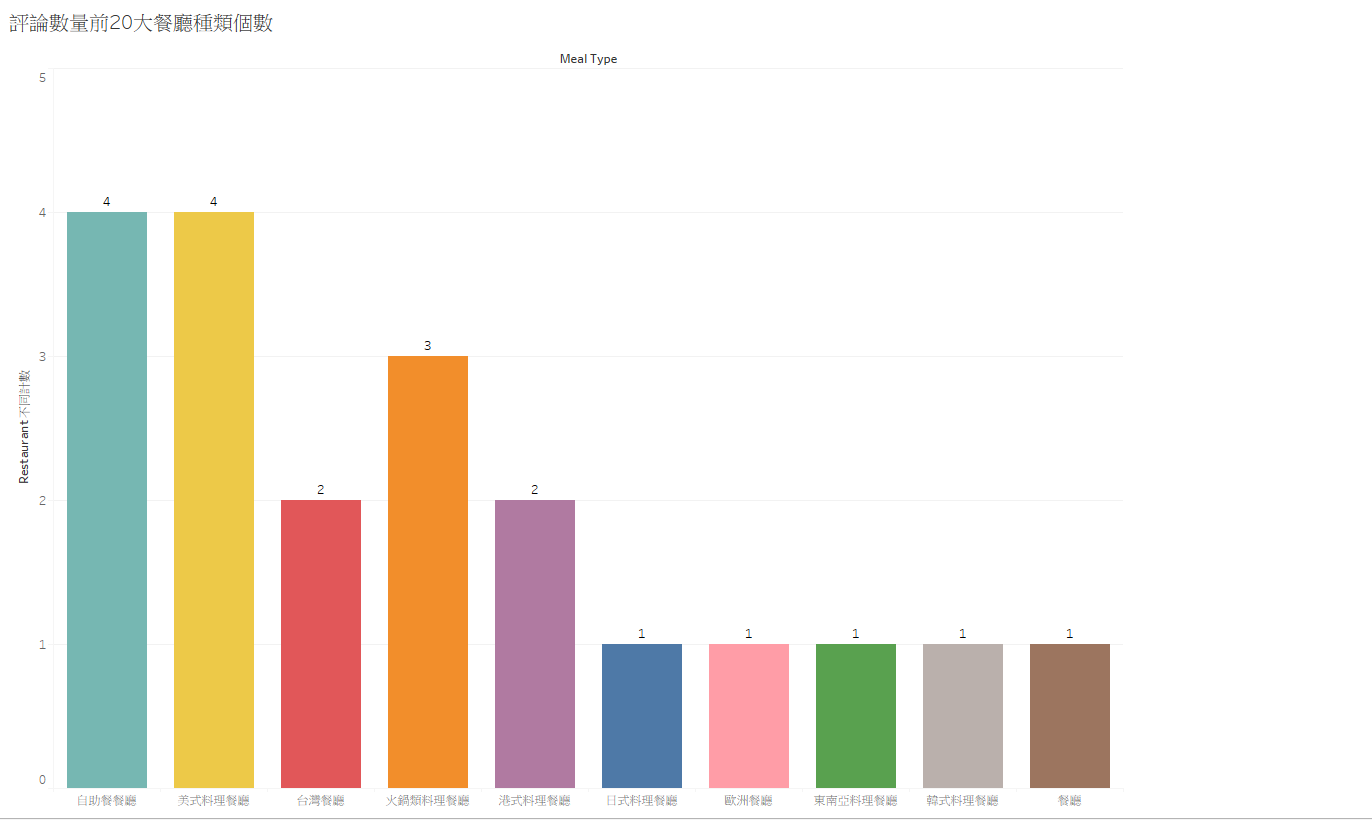 評論數量前20大餐廳種類個數
Meal Type
5
4
3
2
1
0
Restaurant 不同計數
4
4
2
3
2
1
1
1
1
1
自助餐餐廳
美式料理餐廳
台灣餐廳
火鍋類料理餐廳
港式料理餐廳
日式料理餐廳
歐洲餐廳
東南亞料理餐廳
韓式料理餐廳
餐廳